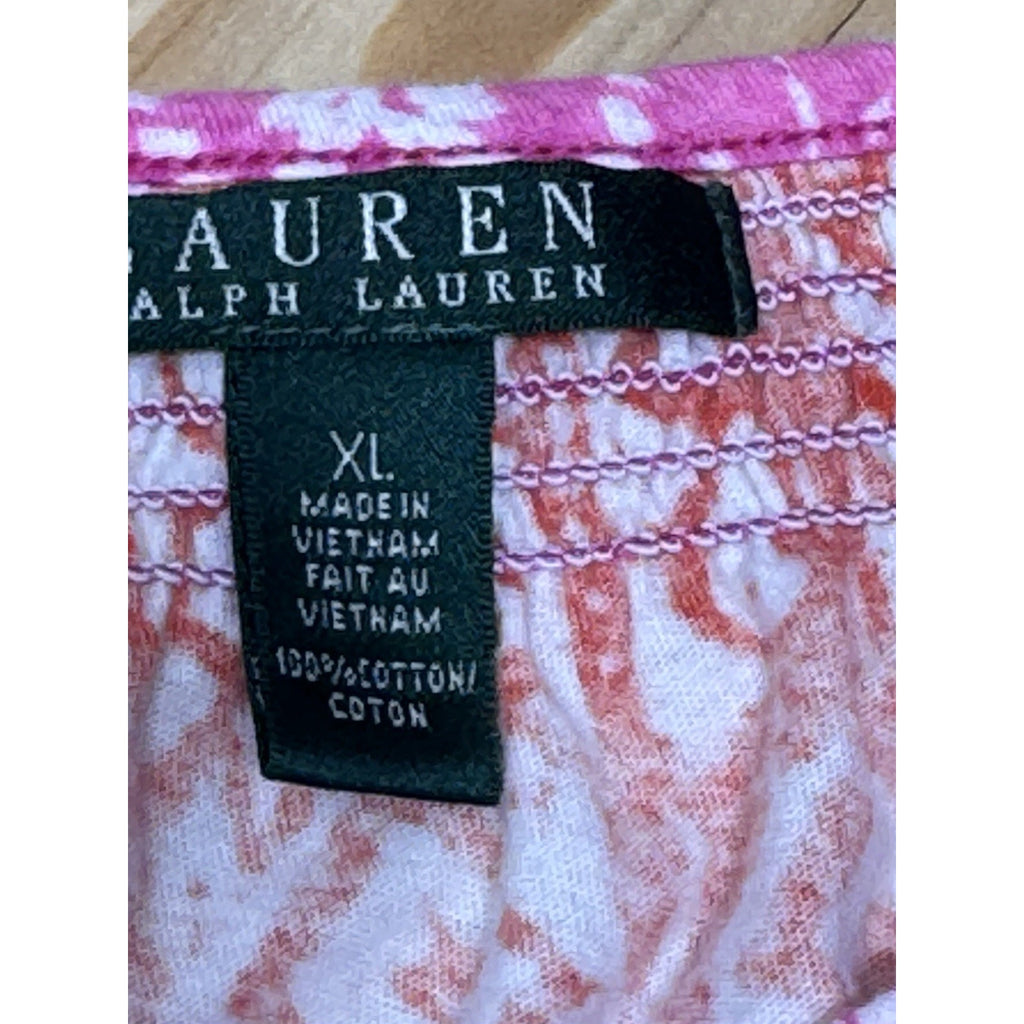 LAUREN
RALPH LAUREN
XL
MADE IN
VIETNAM
FAIT AU
VIETNAM
100% COTTON/
COTON